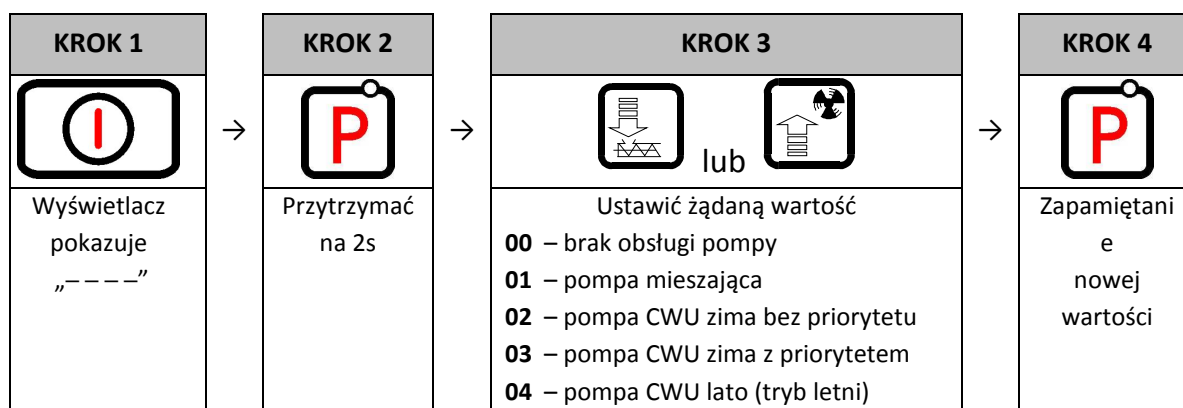 KROK 1
Wyświetlacz
pokazuje
„– – – –”
→
KROK 2
P
Przytrzymać
na 2s
→
KROK 3
lub
Ustawić żądaną wartość
00 – brak obsługi pompy
01 – pompa mieszająca
02 – pompa CWU zima bez priorytetu
03 – pompa CWU zima z priorytetem
04 – pompa CWU lato (tryb letni)
→
KROK 4
P
Zapamiętani
e
nowej
wartości